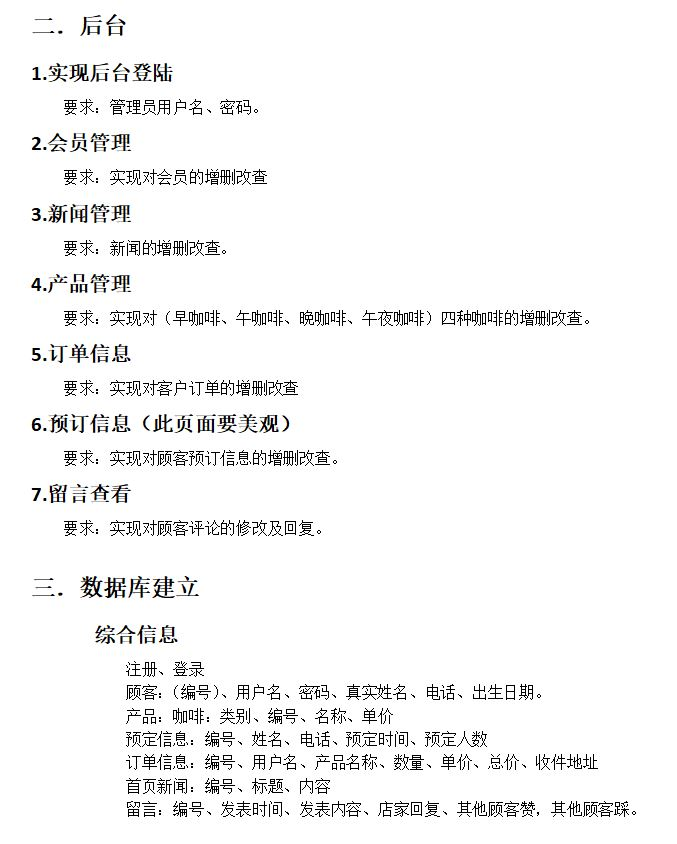 二．后台
1.实现后台登陆
要求：管理员用户名、密码。
2.会员管理
要求：实现对会员的增删改查
3.新闻管理
要求：新闻的增删改查。
4.产品管理
要求：实现对（早咖啡、午咖啡、晚咖啡、午夜咖啡）四种咖啡的增删改查。
5.订单信息
要求：实现对客户订单的增删改查
6.预订信息（此页面要美观）
要求：实现对顾客预订信息的增删改查。
7.留言查看
要求：实现对顾客评论的修改及回复。
三．数据库建立
综合信息
注册、登录
顾客：（编号）、用户名、密码、真实姓名、电话、出生日期。
产品：咖啡：类别、编号、名称、单价
预定信息：编号、姓名、电话、预定时间、预定人数
订单信息：编号、用户名、产品名称、数量、单价、总价、收件地址
首页新闻：编号、标题、内容
留言：编号、发表时间、发表内容、店家回复、其他顾客赞，其他顾客踩。